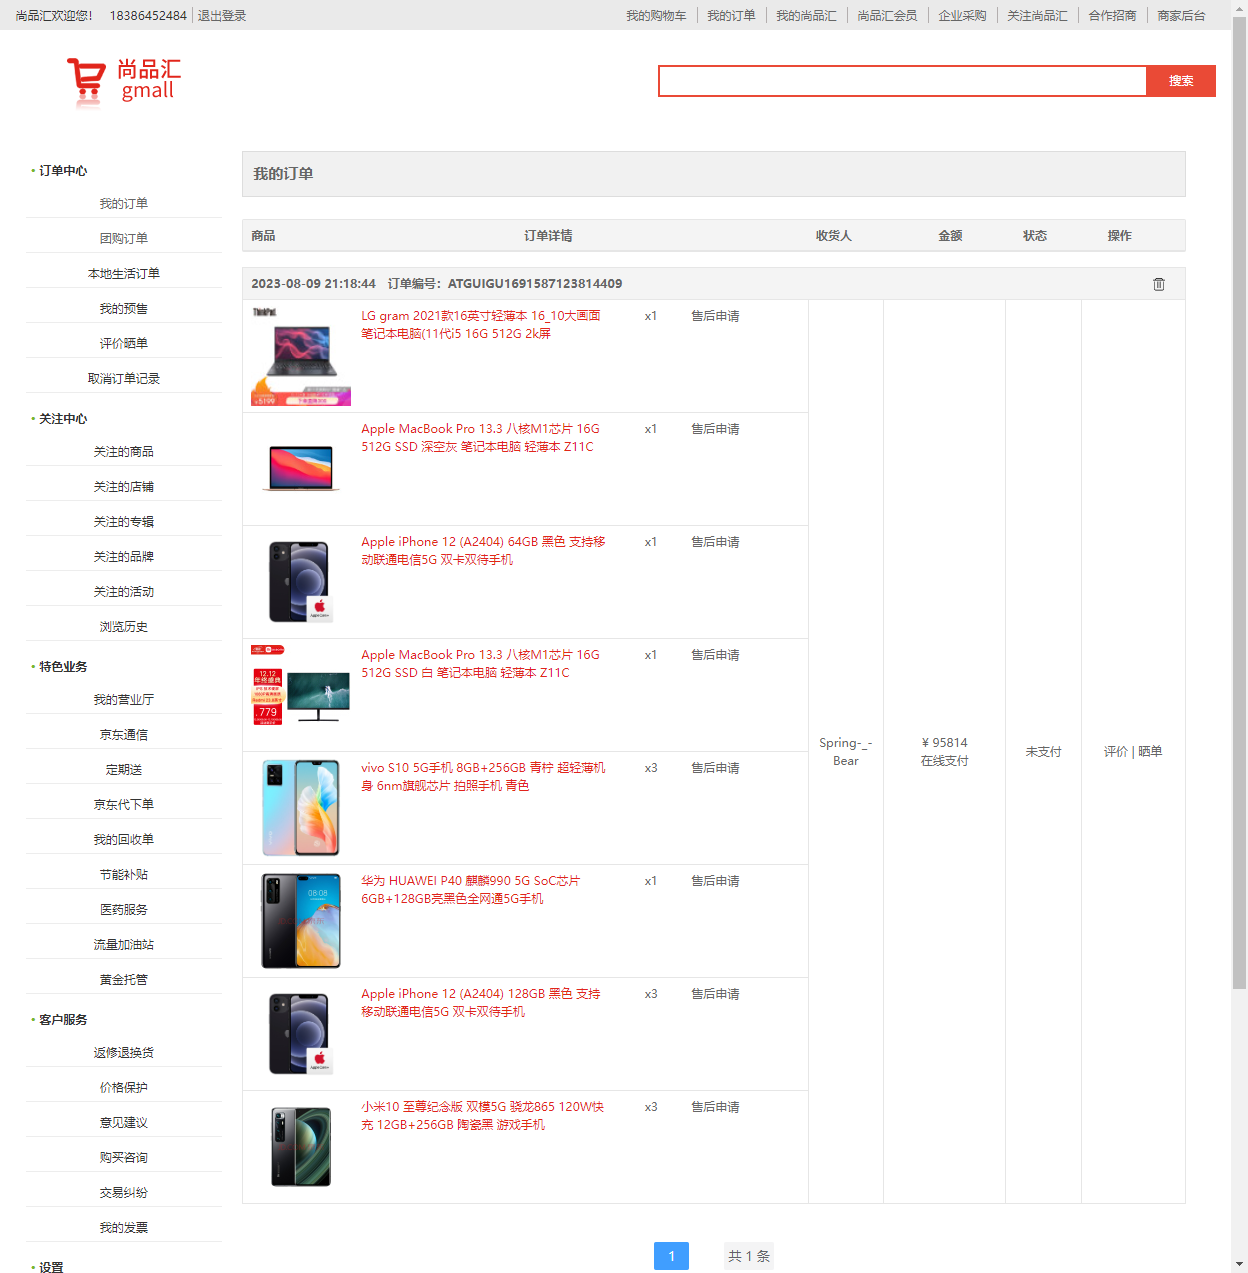 尚品汇欢迎您! 18386452484 退出登录 我的购物车 我的订单 我的尚品汇 尚品汇会员 企业采购 关注尚品汇 合作招商 商家后台
尚品汇
gmall
搜索
· 订单中心
我的订单
团购订单
本地生活订单
我的预售
评价晒单
取消订单记录
· 关注中心
关注的商品
关注的店铺
关注的专辑
关注的品牌
关注的活动
浏览历史
· 特色业务
我的营业厅
京东通信
定期送
京东代下单
我的回收单
节能补贴
医药服务
流量加油站
黄金托管
· 客户服务
返修退换货
价格保护
意见建议
购买咨询
交易纠纷
我的发票
· 设置
我的订单
商品 订单详情 收货人 金额 状态 操作
2023-08-09 21:18:44 订单编号: ATGUIGU1691587123814409
ThinkPad
5199
LG gram 2021款16英寸轻薄本 16_10大画面 x1 售后申请
笔记本电脑(11代i5 16G 512G 2k屏
Apple MacBook Pro 13.3 八核M1芯片 16G x1 售后申请
512G SSD 深空灰 笔记本电脑 轻薄本 Z11C
Apple iPhone 12 (A2404) 64GB 黑色 支持移 x1 售后申请
动联通电信5G 双卡双待手机
12.12
年终盛典
779
Apple MacBook Pro 13.3 八核M1芯片 16G x1 售后申请
512G SSD 白 笔记本电脑 轻薄本 Z11C
vivo S10 5G手机 8GB+256GB 青柠 超轻薄机 x3 售后申请
身 6nm旗舰芯片 拍照手机 青色
08:08
华为 HUAWEI P40 麒麟990 5G SoC芯片 x1 售后申请
6GB+128GB亮黑色全网通5G手机
Apple iPhone 12 (A2404) 128GB 黑色 支持 x3 售后申请
移动联通电信5G 双卡双待手机
小米10 至尊纪念版 双模5G 骁龙865 120W快 x3 售后申请
充 12GB+256GB 陶瓷黑 游戏手机
Spring-_-
Bear
¥ 95814
在线支付
未支付
评价 | 晒单
1 共 1 条